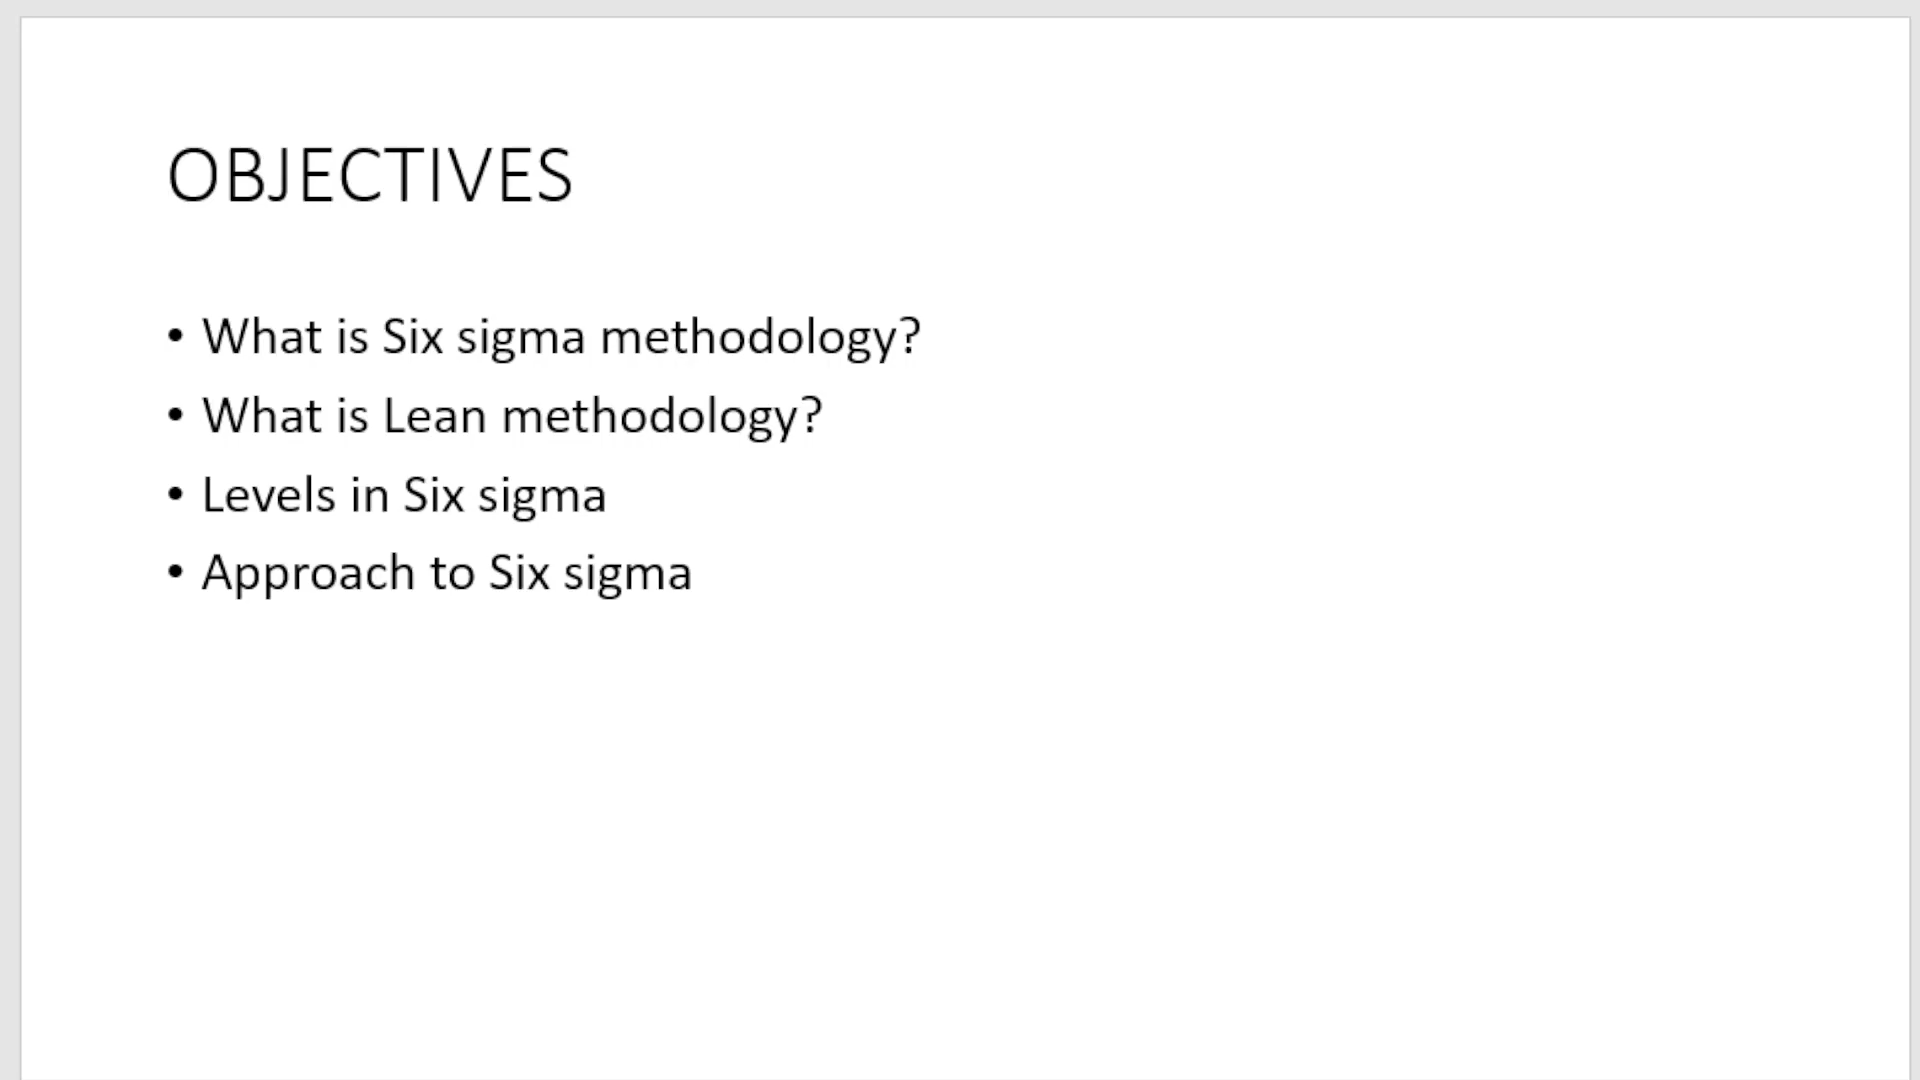 OBJECTIVES
• What is Six sigma methodology?
• What is Lean methodology?
• Levels in Six sigma
• Approach to Six sigma